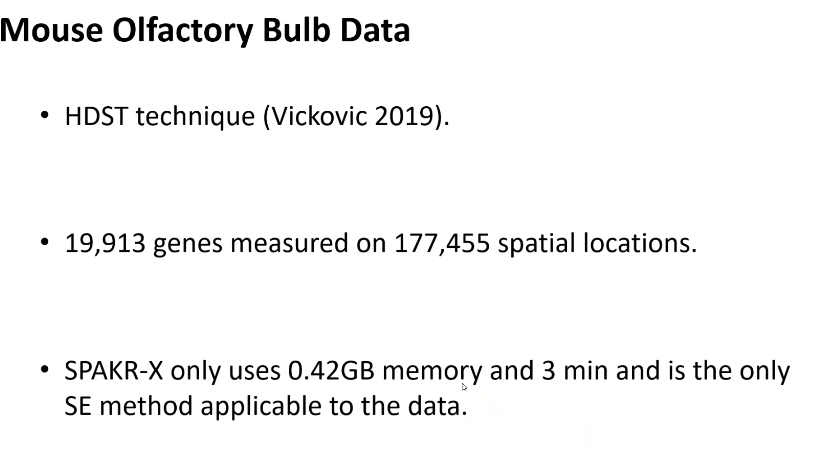 Mouse Olfactory Bulb Data
• HDST technique (Vickovic 2019).
• 19,913 genes measured on 177,455 spatial locations.
• SPAKR-X only uses 0.42GB memory and 3 min and is the only
SE method applicable to the data.